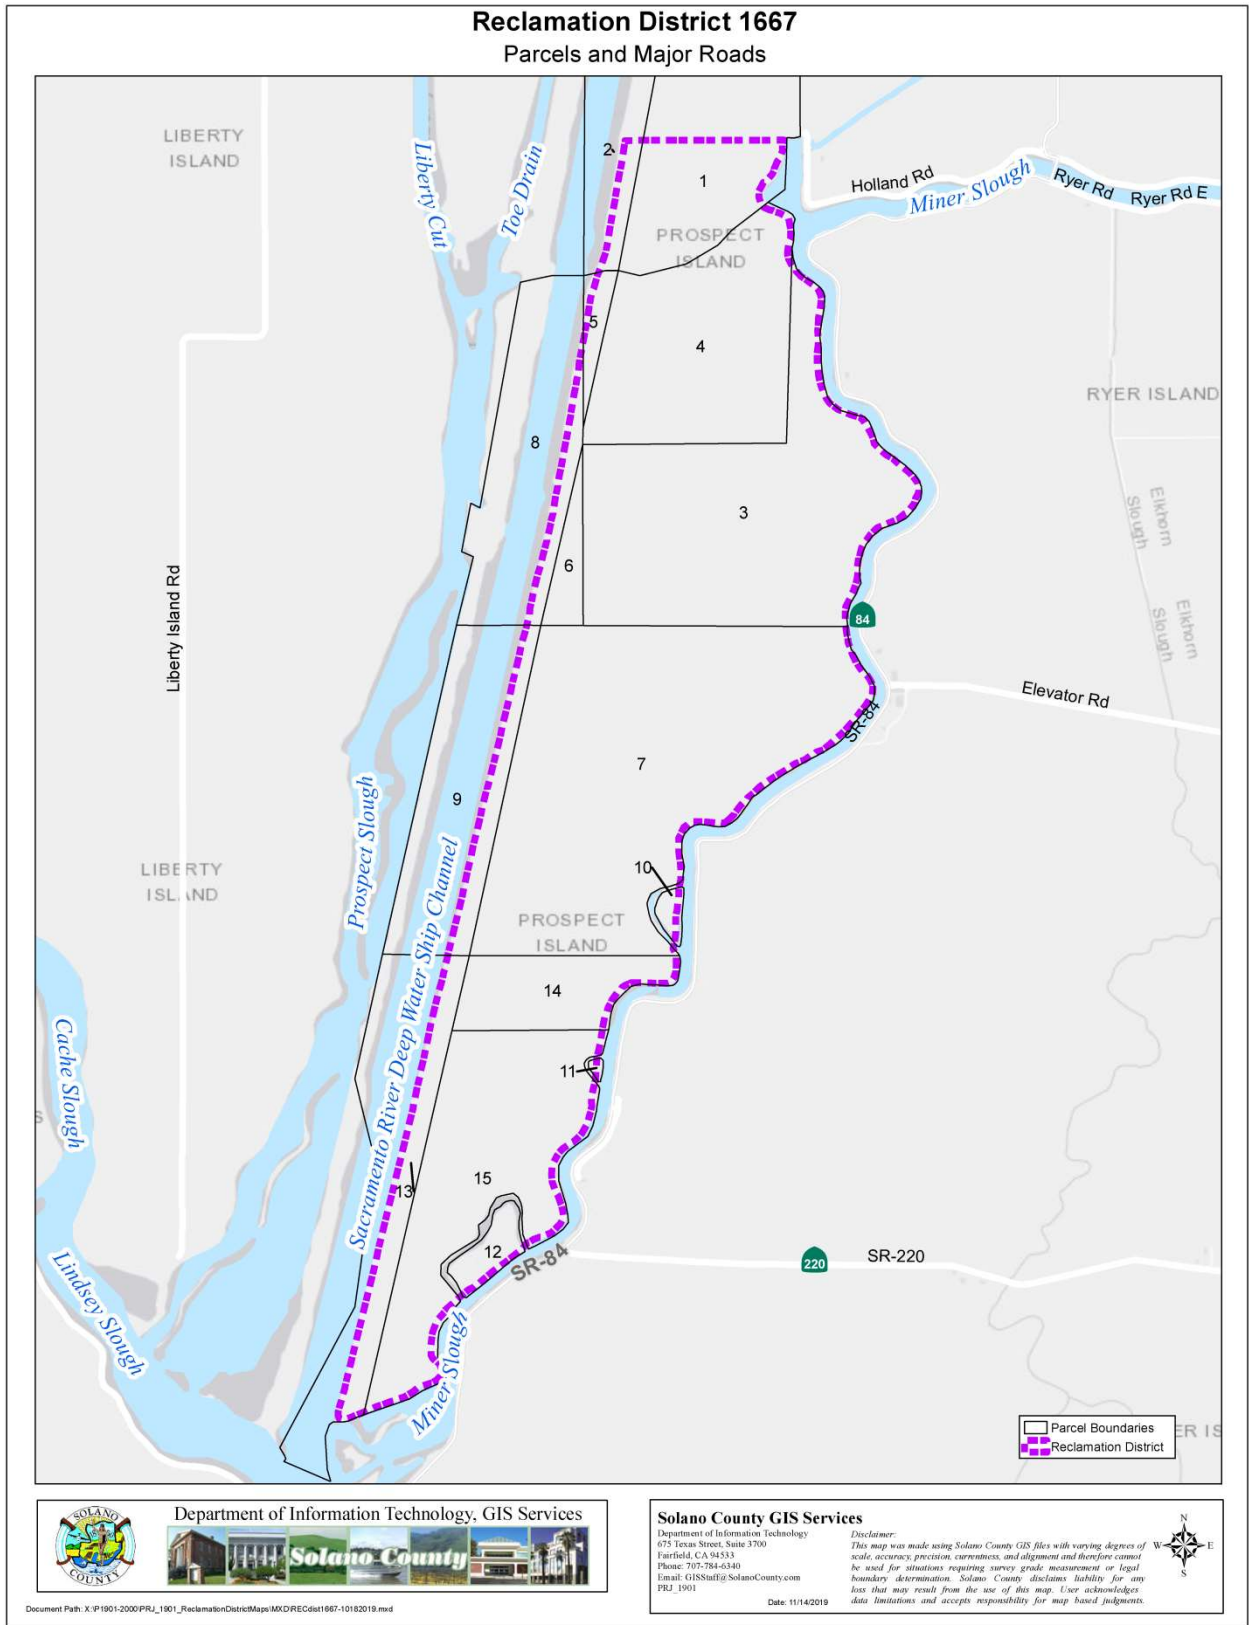 Reclamation District 1667
Parcels and Major Roads
LIBERTY
ISLAND
Liberty Cut
Toe Drain
2
1
Holland Rd
Miner Slough
Ryer Rd
Ryer Rd E
PROSPECT
ISLAND
5
4
RYER ISLAND
8
3
Elkhorn
Slough
6
Elkhorn
Slough
84
Liberty Island Rd
Elevator Rd
SR-84
7
9
Prospect Slough
LIBERTY
ISLAND
10
PROSPECT
ISLAND
Sacramento River Deep Water Ship Channel
14
Cache Slough
11
S
13
15
12
SR-84
220
SR-220
Lindsey Slough
Miner Slough
Parcel Boundaries
Reclamation District
ER IS
SOLANO
COUNTY
Department of Information Technology, GIS Services
Solano County
Solano County GIS Services
Department of Information Technology
675 Texas Street, Suite 3700
Fairfield, CA 94533
Phone: 707-784-6340
Email: GISStaff@SolanoCounty.com
PRJ_1901
Date: 11/14/2019
Disclaimer:
This map was made using Solano County GIS files with varying degrees of
scale, accuracy, precision, currentness, and alignment and therefore cannot
be used for situations requiring survey grade measurement or legal
boundary determination. Solano County disclaims liability for any
loss that may result from the use of this map. User acknowledges
data limitations and accepts responsibility for map based judgments.
N
W
E
S
Document Path: X:\P1901-2000\PRJ_1901_ReclamationDistrictMaps\MXD\RECdist1667-10182019.mxd